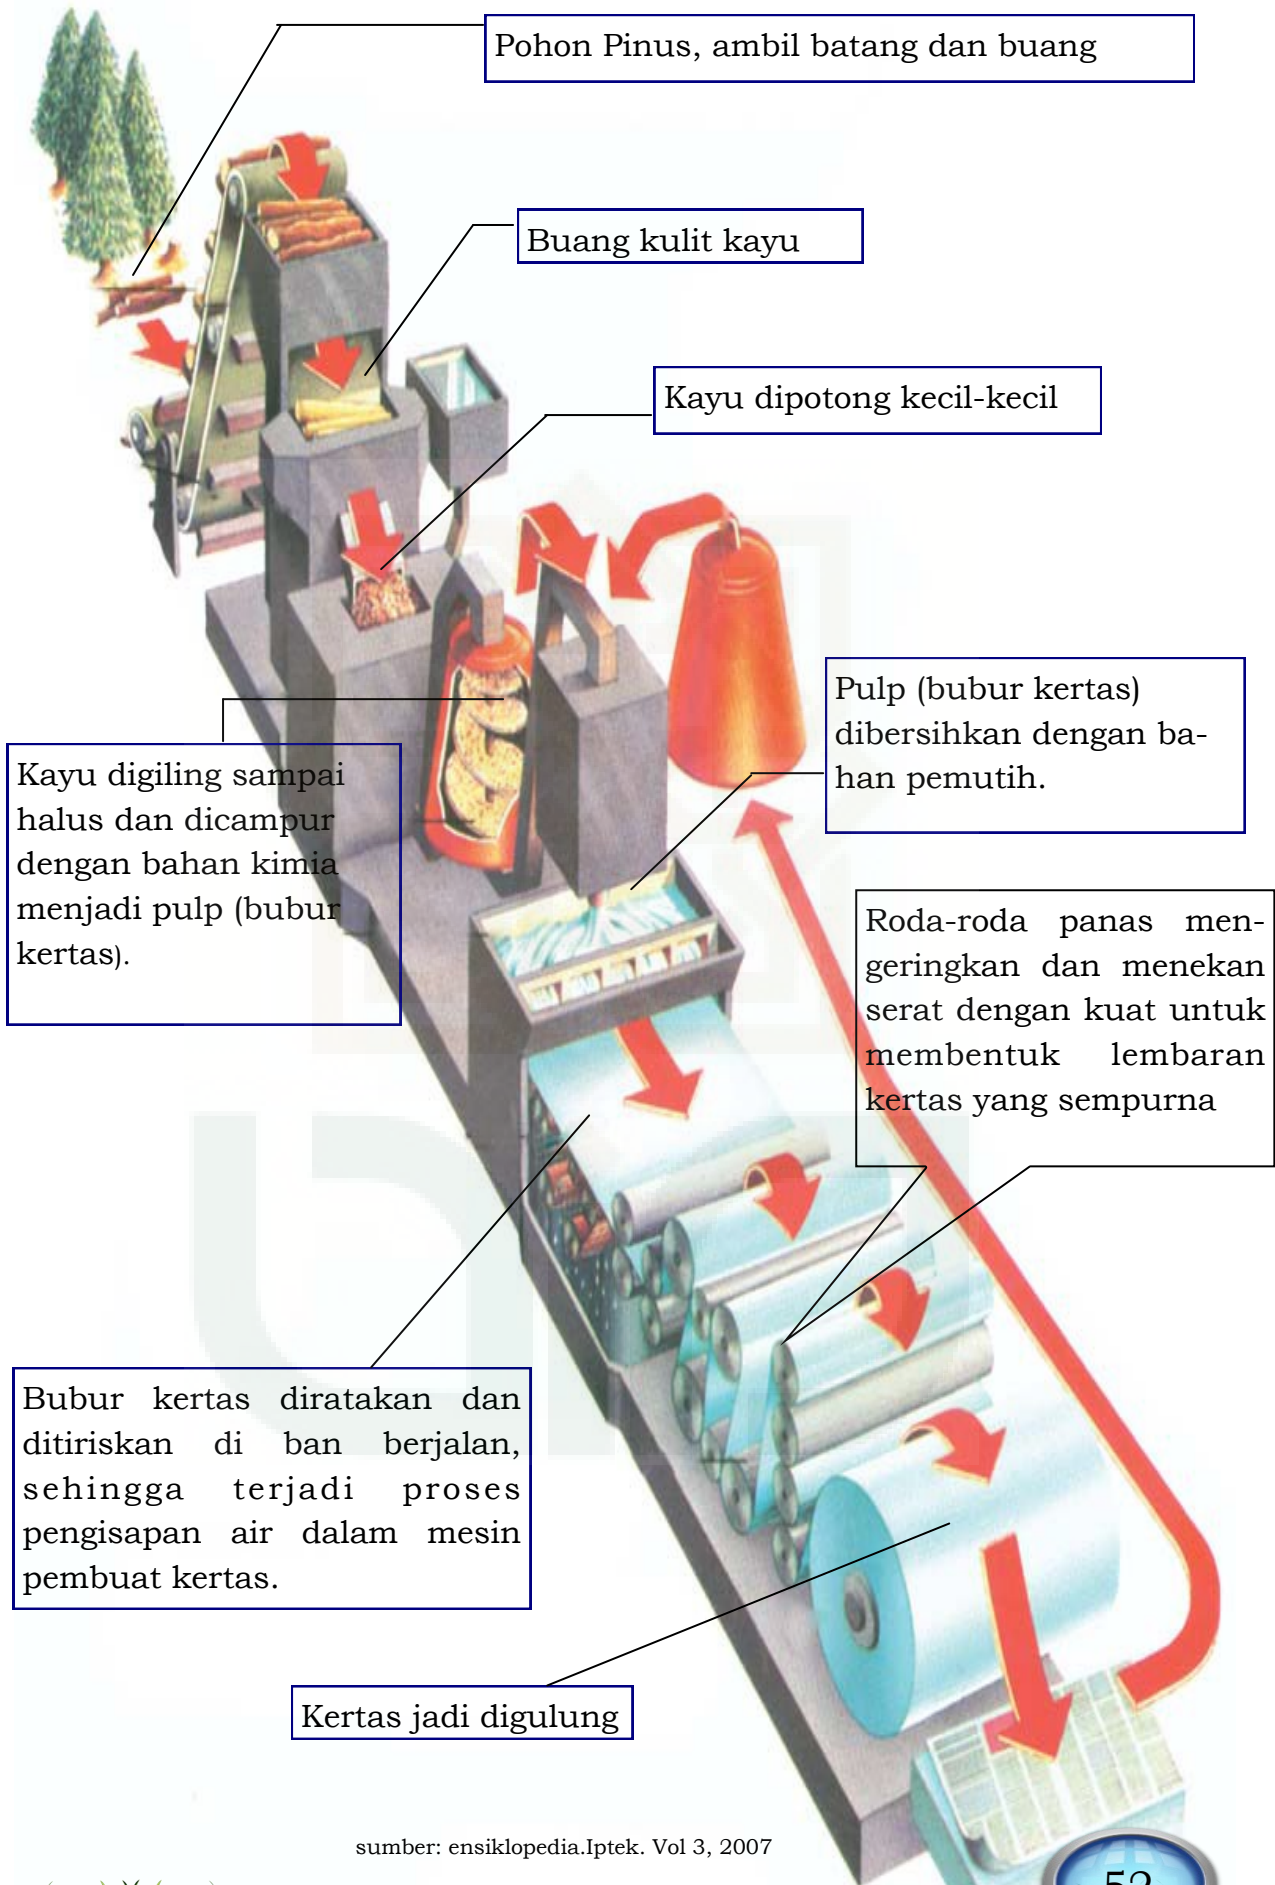 Pohon Pinus, ambil batang dan buang
Buang kulit kayu
Kayu dipotong kecil-kecil
Pulp (bubur kertas)
dibersihkan dengan ba-
han pemutih.
Kayu digiling sampai
halus dan dicampur
dengan bahan kimia
menjadi pulp (bubur
kertas).
Roda-roda panas men-
geringkan dan menekan
serat dengan kuat untuk
membentuk lembaran
kertas yang sempurna
Bubur kertas diratakan dan
ditiriskan di ban berjalan,
sehingga terjadi proses
pengisapan air dalam mesin
pembuat kertas.
Kertas jadi digulung
sumber: ensiklopedia.Iptek. Vol 3, 2007
52